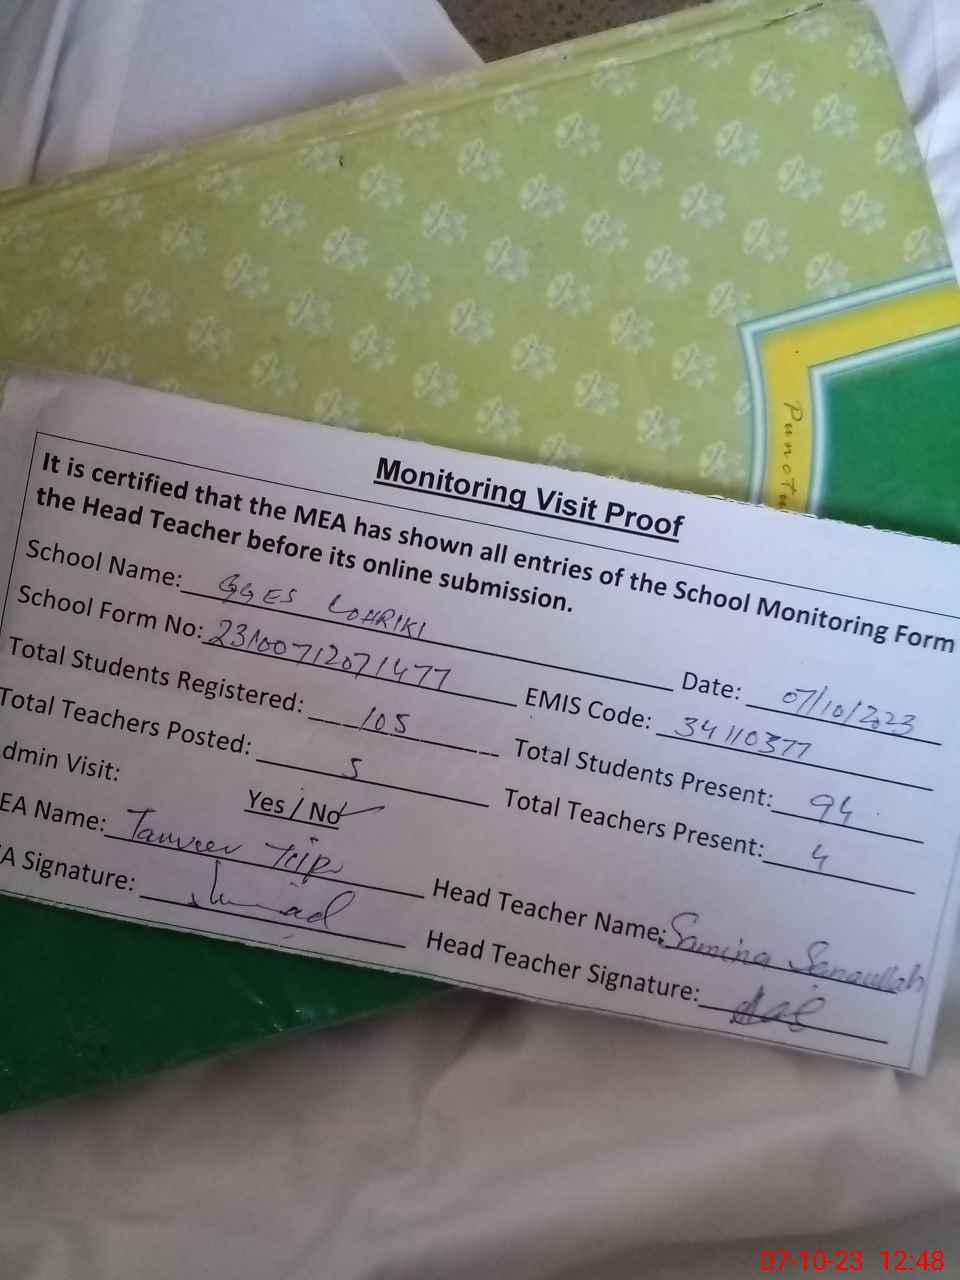 Punctu
Monitoring Visit Proof
It is certified that the MEA has shown all entries of the School Monitoring Form
the Head Teacher before its online submission.
School Name: GGES LOHRIKI Date: 07/10/2023
School Form No: 23100712071477 EMIS Code: 34110377
Total Students Registered: 105 Total Students Present: 94
Total Teachers Posted: 5 Total Teachers Present: 4
dmin Visit: Yes / No
EA Name: Tanveer Head Teacher Name: Samina Sanaullah
A Signature: Head Teacher Signature:
07-10-23 12:48